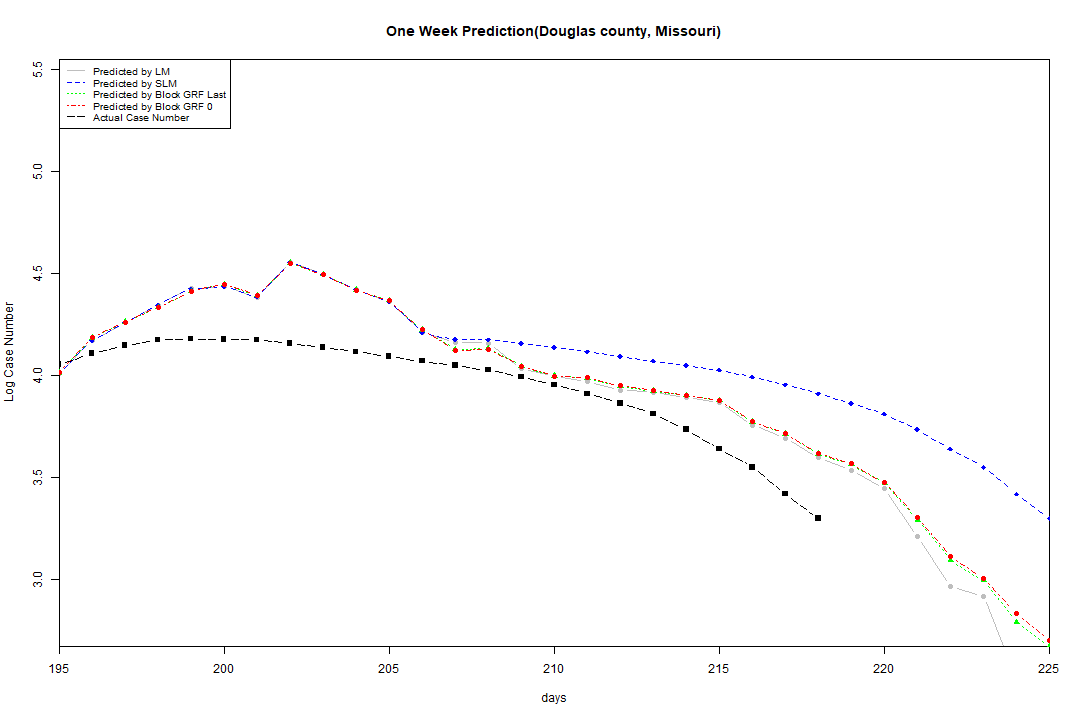 One Week Prediction(Douglas county, Missouri)
Predicted by LM
Predicted by SLM
Predicted by Block GRF Last
Predicted by Block GRF 0
Actual Case Number
5.5
5.0
4.5
4.0
3.5
3.0
Log Case Number
195 200 205 210 215 220 225
days